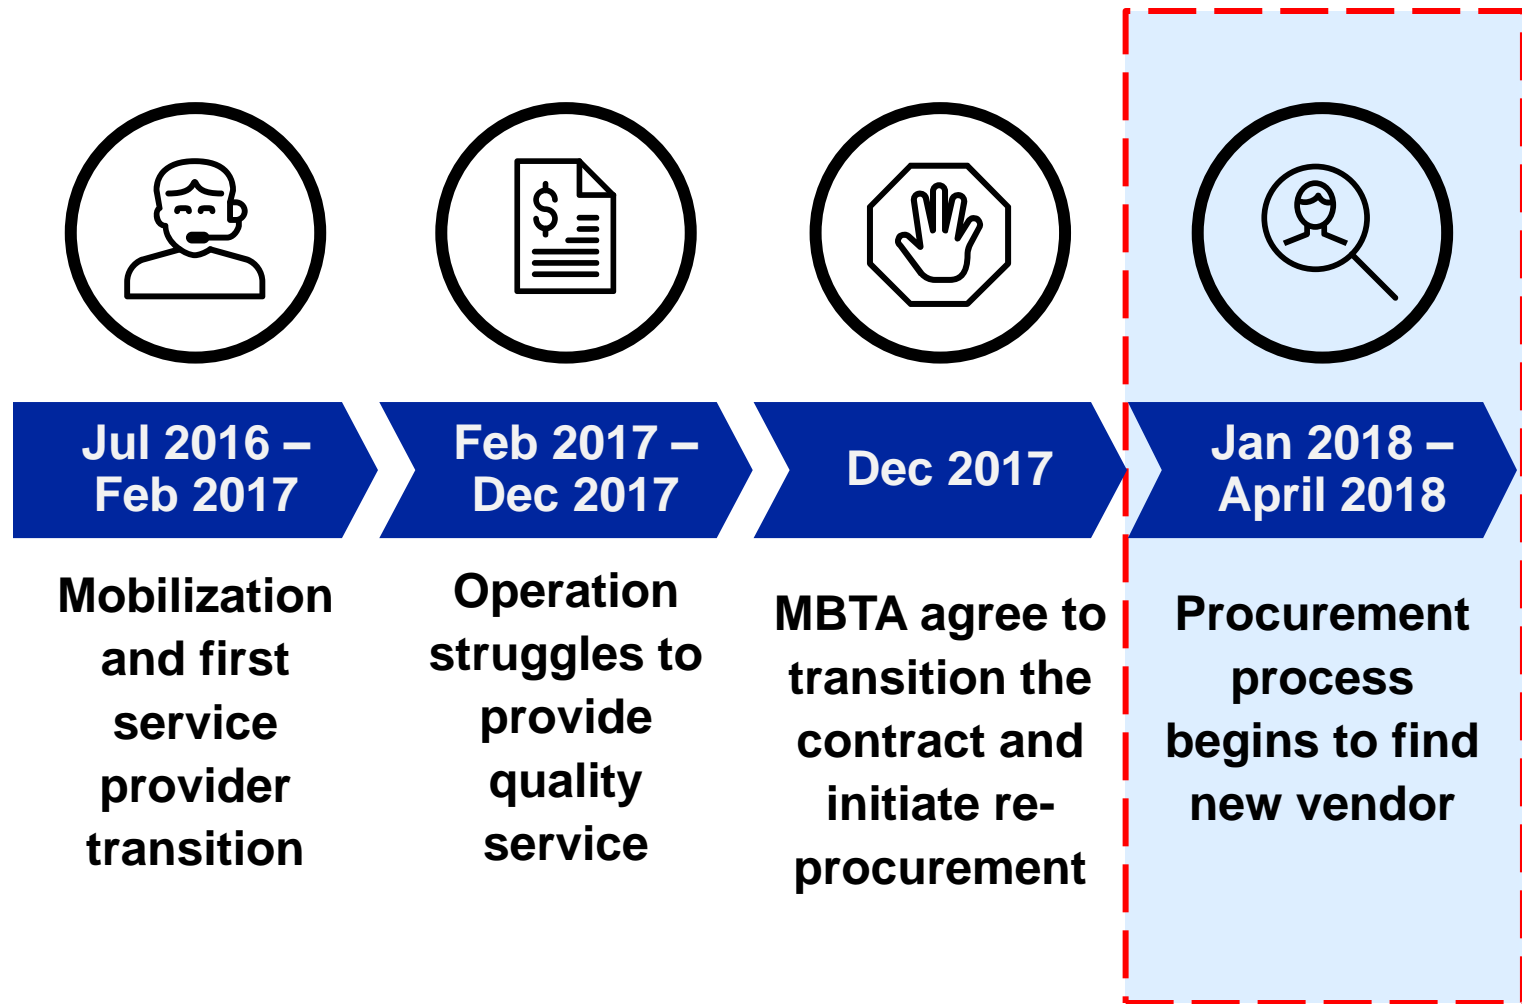 Jul 2016 –
Feb 2017
Mobilization
and first
service
provider
transition
Feb 2017 –
Dec 2017
Operation
struggles to
provide
quality
service
Dec 2017
MBTA agree to
transition the
contract and
initiate re-
procurement
Jan 2018 –
April 2018
Procurement
process
begins to find
new vendor